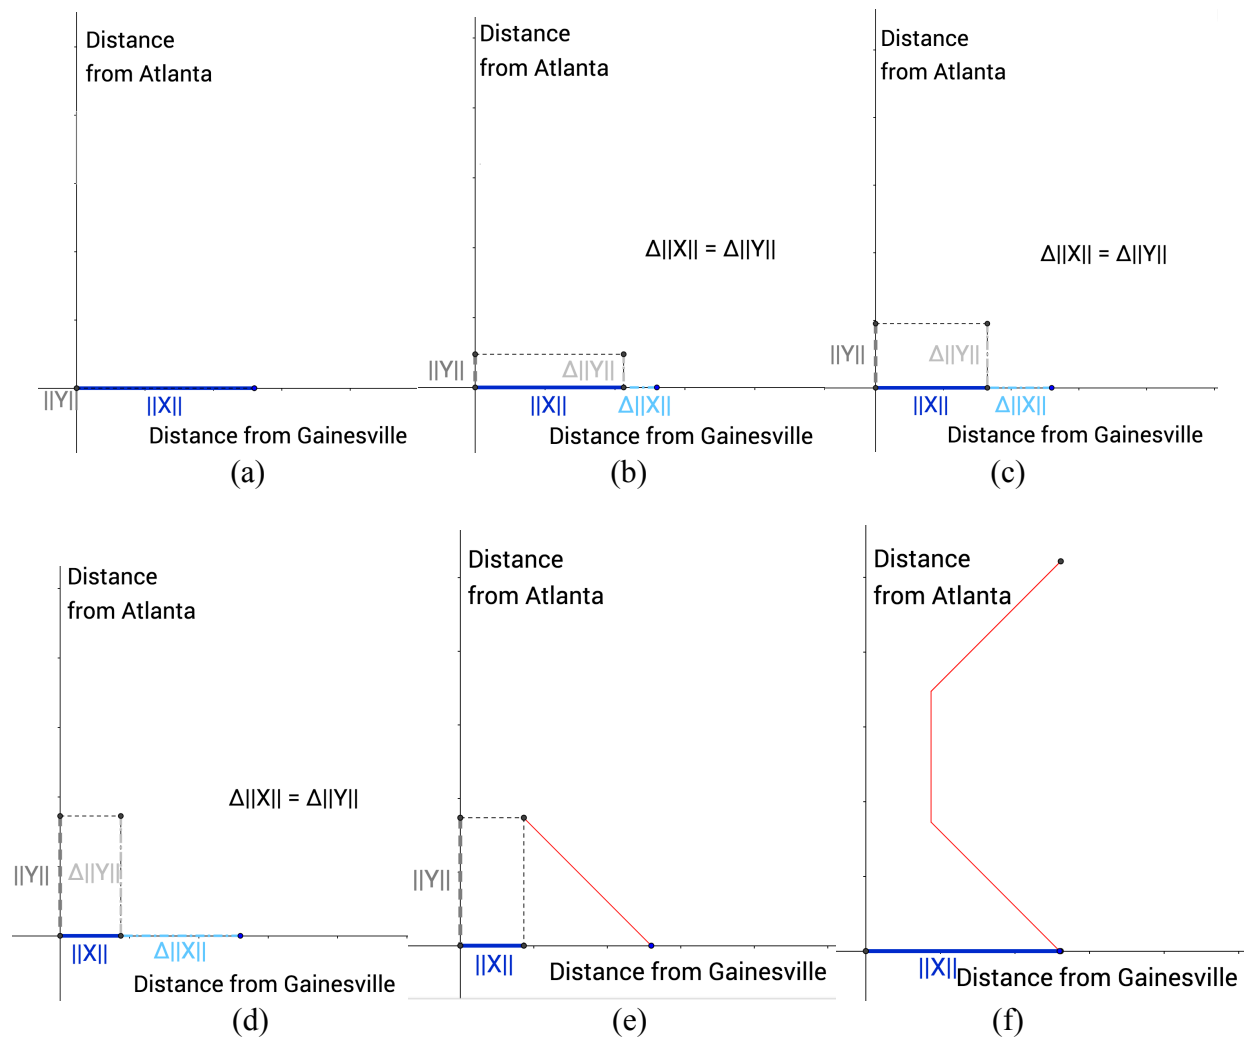 Distance
from Atlanta
||Y||
||X||
Distance from Gainesville
(a)
Distance
from Atlanta
Δ||X|| = Δ||Y||
||Y||
Δ||Y||
||X||
Δ||X||
Distance from Gainesville
(b)
Distance
from Atlanta
Δ||X|| = Δ||Y||
||Y||
Δ||Y||
||X||
Δ||X||
Distance from Gainesville
(c)
Distance
from Atlanta
Δ||X|| = Δ||Y||
||Y||
Δ||Y||
||X||
Δ||X||
Distance from Gainesville
(d)
Distance
from Atlanta
||Y||
||X||
Distance from Gainesville
(e)
Distance
from Atlanta
||X||
Distance from Gainesville
(f)